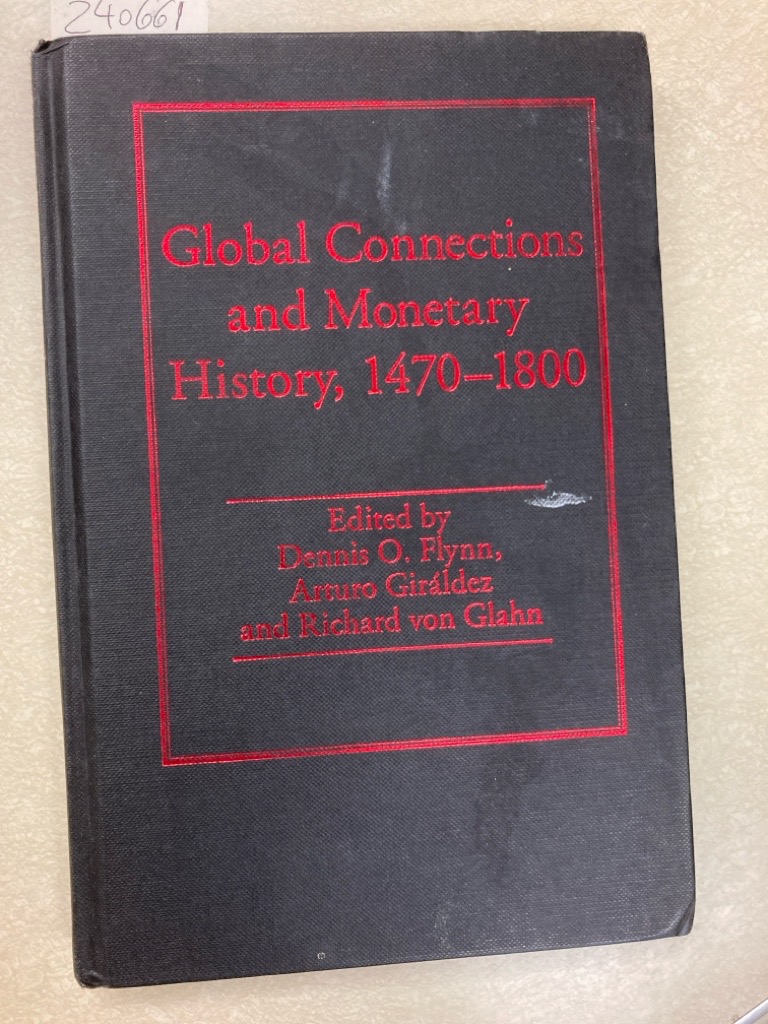 240661
Global Connections
and Monetary
History, 1470–1800
Edited by
Dennis O. Flynn,
Arturo Giráldez
and Richard von Glahn